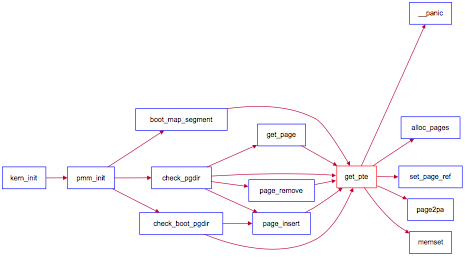 __panic
boot_map_segment
alloc_pages
get_page
kern_init
pmm_init
check_pgdir
get_pte
set_page_ref
page_remove
page2pa
check_boot_pgdir
page_insert
memset